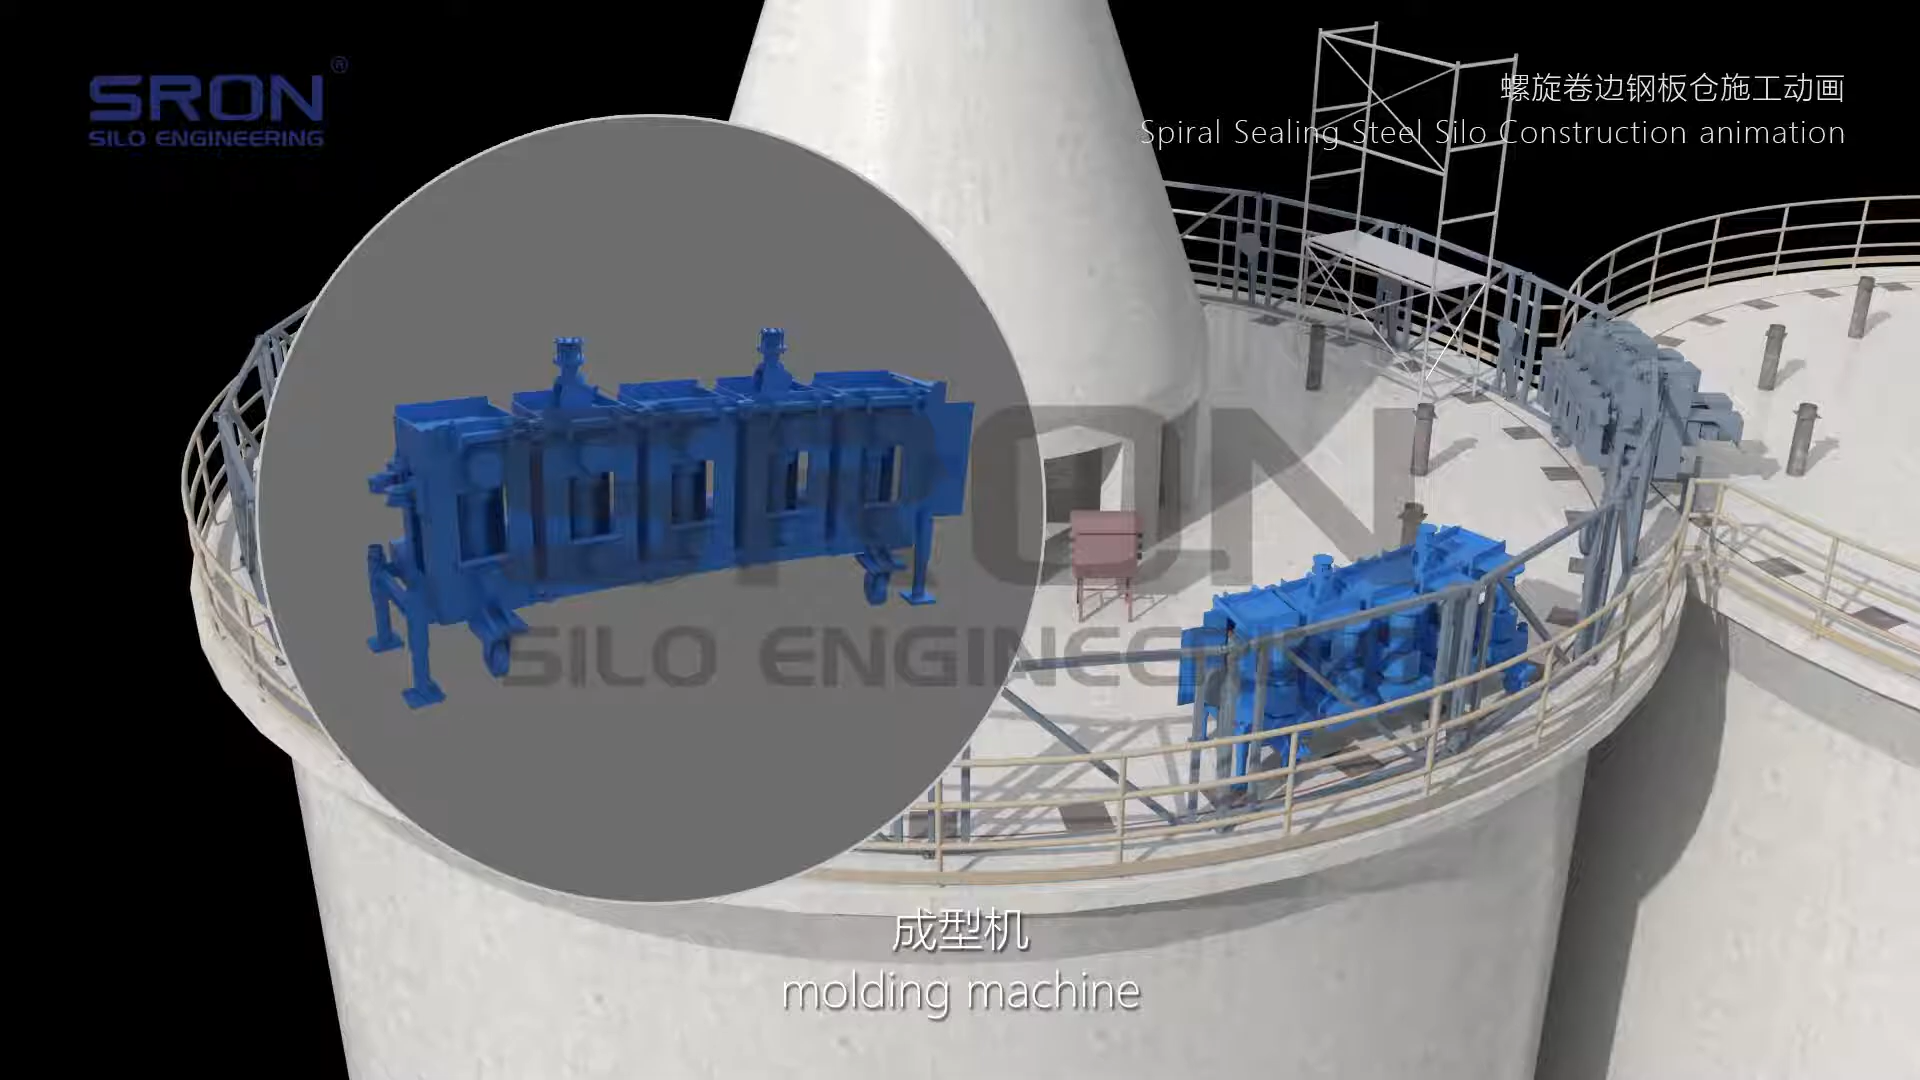 SRON®
SILO ENGINEERING
螺旋卷边钢板仓施工动画
Spiral Sealing Steel Silo Construction animation
SRON
SILO ENGINEERING
成型机
molding machine